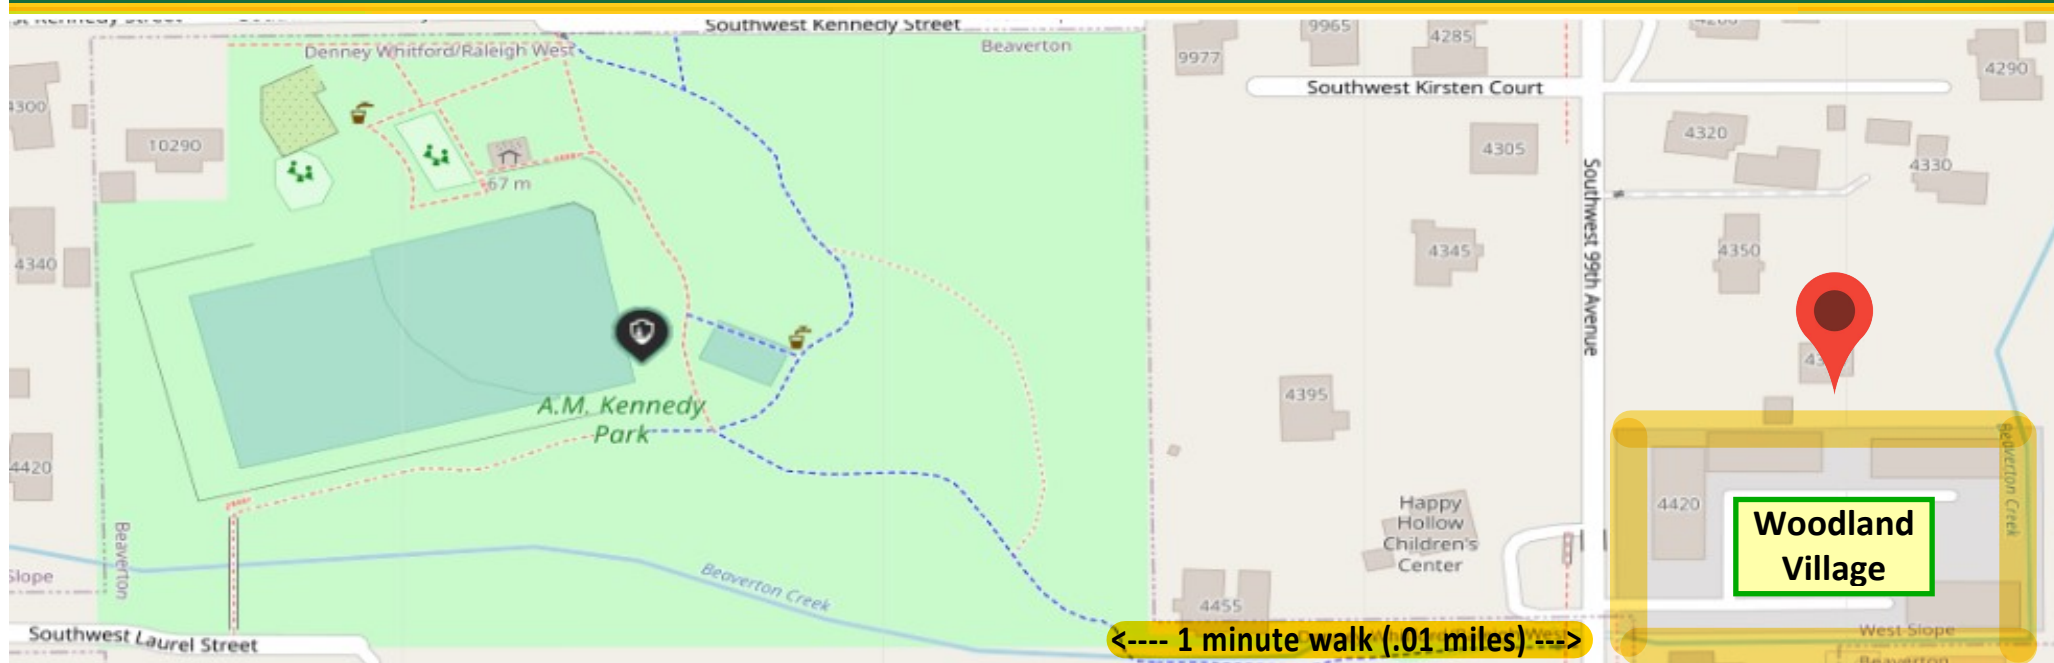 Southwest Kennedy Street
Denney Whitford/Raleigh West
Beaverton
9977
9965
4285
4290
Southwest Kirsten Court
4300
10290
4305
4320
4330
67 m
Southwest 99th Avenue
4340
4345
4350
A.M. Kennedy
Park
4395
4420
Happy
Hollow
Children's
Center
4420
Woodland
Village
Beaverton Creek
Beaverton
Slope
Beaverton Creek
4455
Southwest Laurel Street
<---- 1 minute walk (.01 miles) --->
West Slope
Beaverton